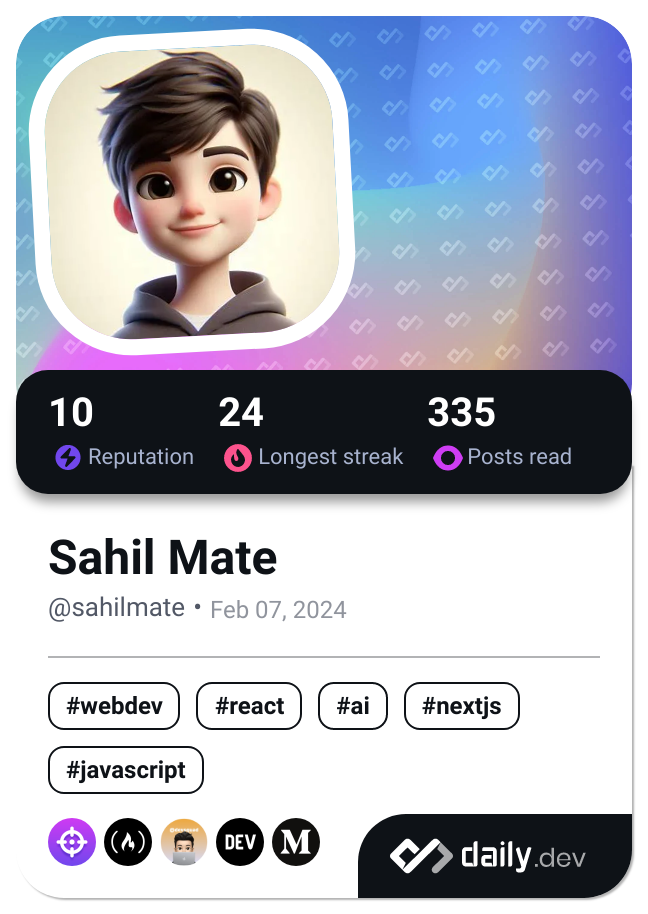 10 24 335
Reputation Longest streak Posts read
Sahil Mate
@sahilmate • Feb 07, 2024
#webdev #react #ai #nextjs
#javascript
DEV M
daily.dev